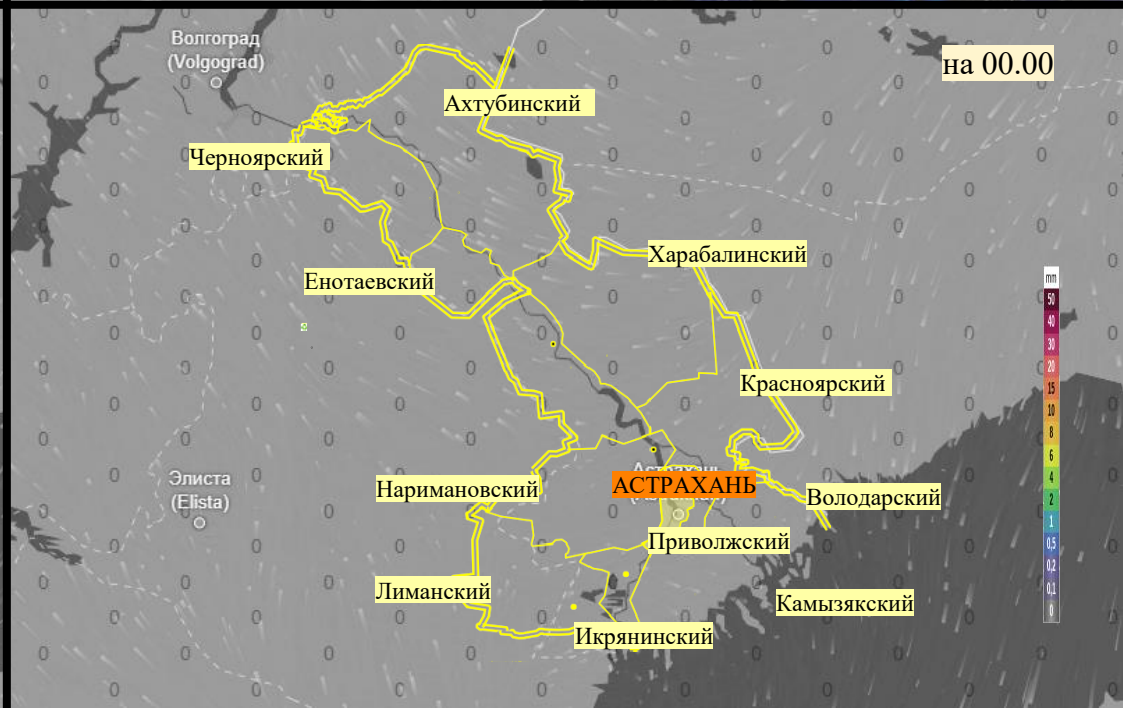 Волгоград
(Volgograd)
на 00.00
Ахтубинский
Черноярский
Харабалинский
Енотаевский
mm
50
40
30
20
15
10
8
6
4
2
1
0,5
0,2
0,1
0
Красноярский
Элиста
(Elista)
Наримановский
АСТРАХАНЬ
Володарский
Приволжский
Лиманский
Камызякский
Икрянинский